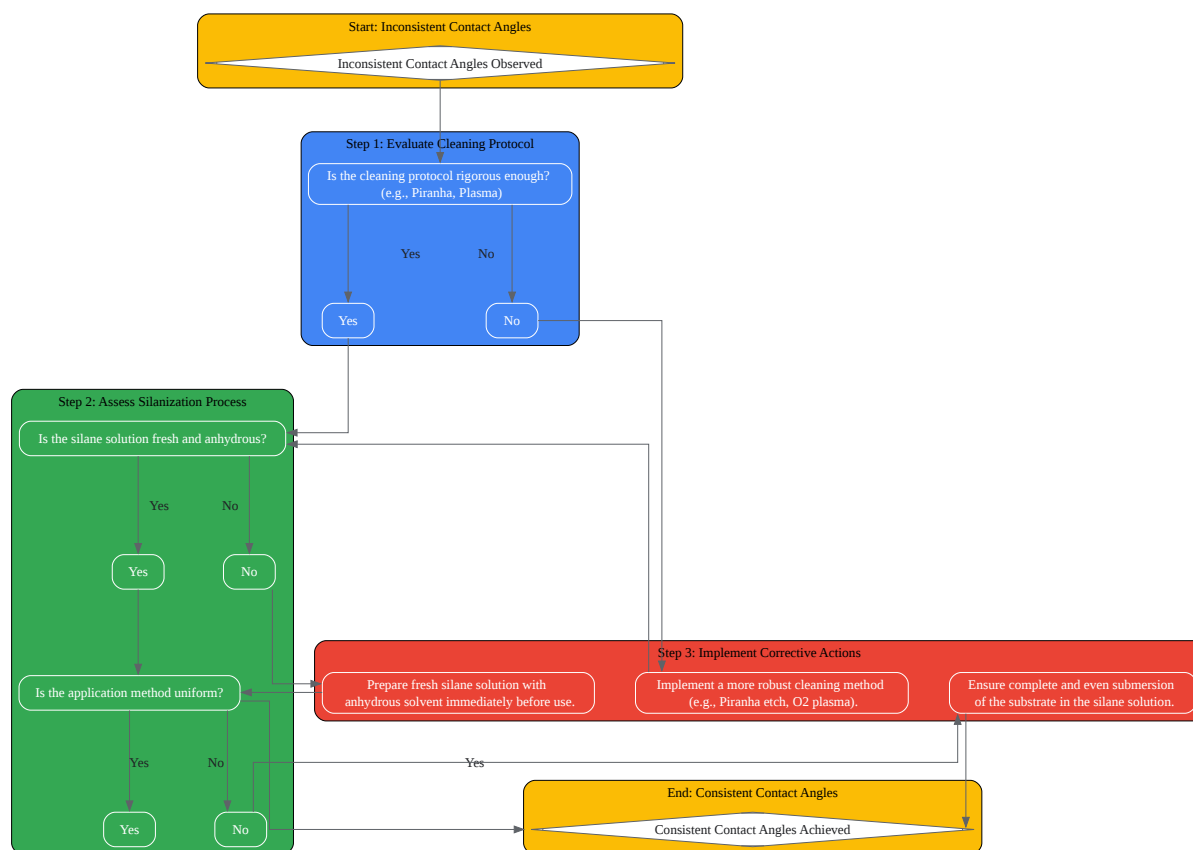 Start: Inconsistent Contact Angles
Inconsistent Contact Angles Observed
Step 1: Evaluate Cleaning Protocol
Is the cleaning protocol rigorous enough?
(e.g., Piranha, Plasma)
Yes
No
Yes
No
Step 2: Assess Silanization Process
Is the silane solution fresh and anhydrous?
Yes
No
Yes
No
Step 3: Implement Corrective Actions
Is the application method uniform?
Prepare fresh silane solution with
anhydrous solvent immediately before use.
Implement a more robust cleaning method
(e.g., Piranha etch, O2 plasma).
Ensure complete and even submersion
of the substrate in the silane solution.
Yes
No
Yes
End: Consistent Contact Angles
Yes
No
Consistent Contact Angles Achieved